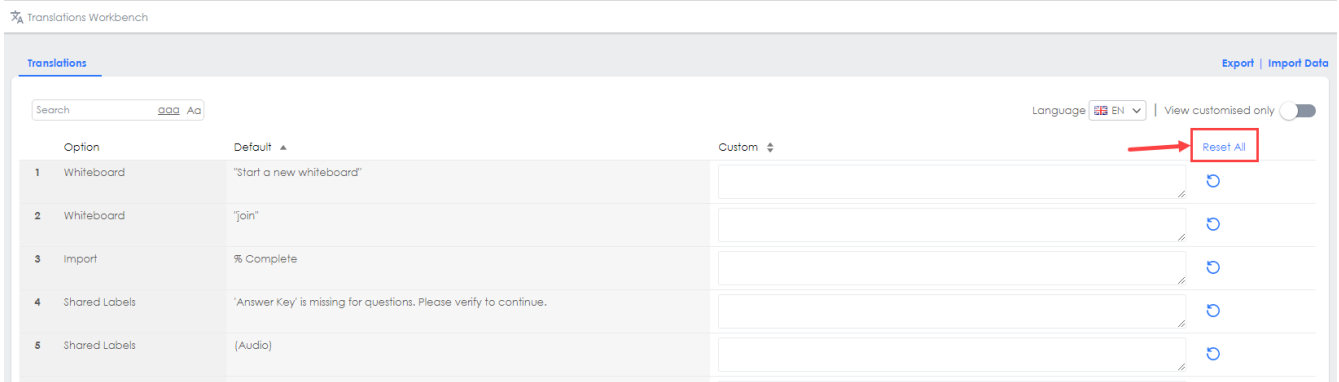 Translations Workbench
Translations Export | Import Data
Search aaa Aa Language EN | View customised only
Option Default Custom Reset All
1 Whiteboard "Start a new whiteboard"
2 Whiteboard "join"
3 Import % Complete
4 Shared Labels 'Answer Key' is missing for questions. Please verify to continue.
5 Shared Labels (Audio)